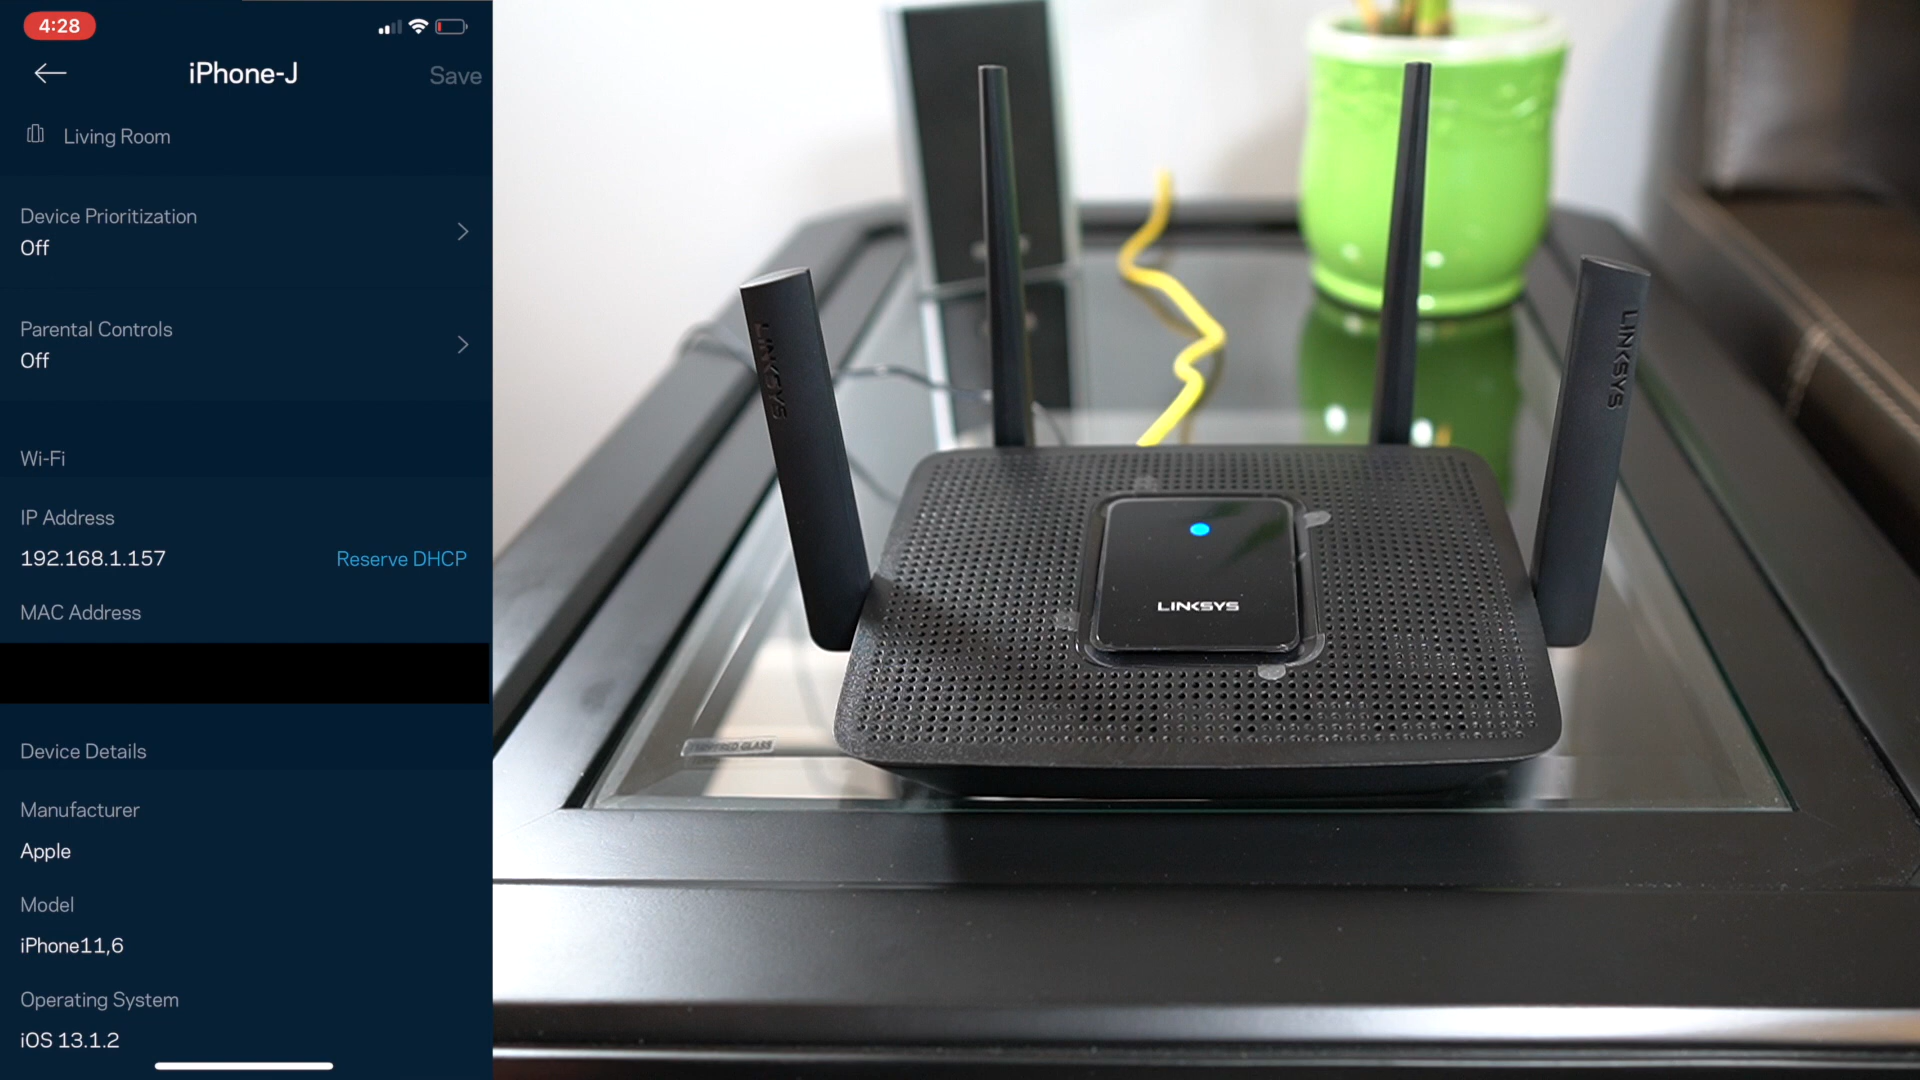 4:28
iPhone-J
Save
Living Room
Device Prioritization
Off
Parental Controls
Off
Wi-Fi
IP Address
192.168.1.157
Reserve DHCP
MAC Address
Device Details
Manufacturer
Apple
Model
iPhone11,6
Operating System
iOS 13.1.2
LINKSYS
LINKSYS
LINKSYS
TEMPERED GLASS